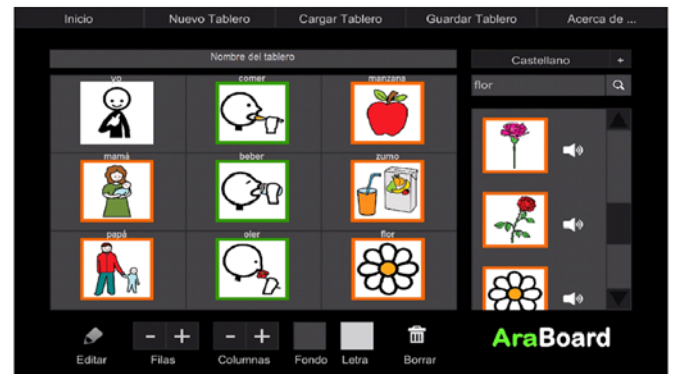 Inicio Nuevo Tablero Cargar Tablero Guardar Tablero Acerca de ...
Nombre del tablero
Castellano +
flor
yo comer manzana
mamá beber zumo
papá oler flor
- + - +
Editar Filas Columnas Fondo Letra Borrar
AraBoard